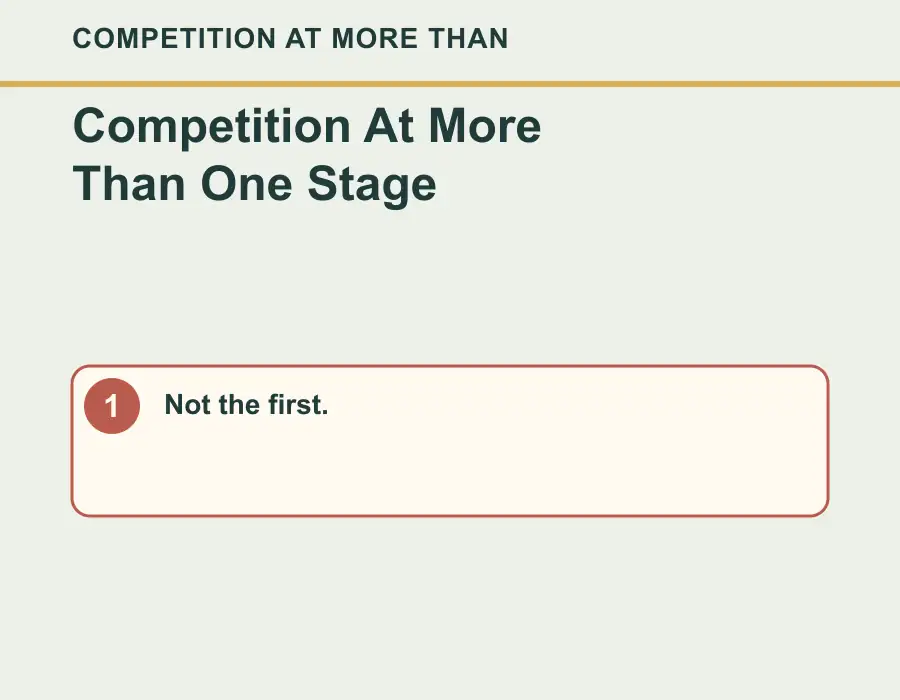 COMPETITION AT MORE THAN
Competition At More
Than One Stage
1 Not the first.